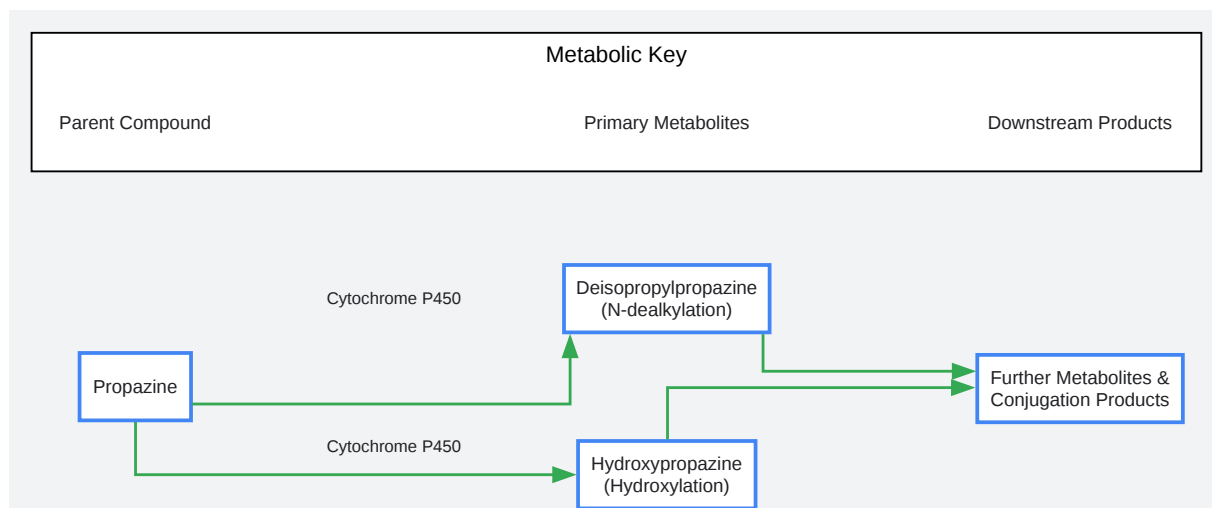 Metabolic Key
Parent Compound
Primary Metabolites
Downstream Products
Cytochrome P450
Deisopropylpropazine
(N-dealkylation)
Propazine
Further Metabolites &
Conjugation Products
Cytochrome P450
Hydroxypropazine
(Hydroxylation)